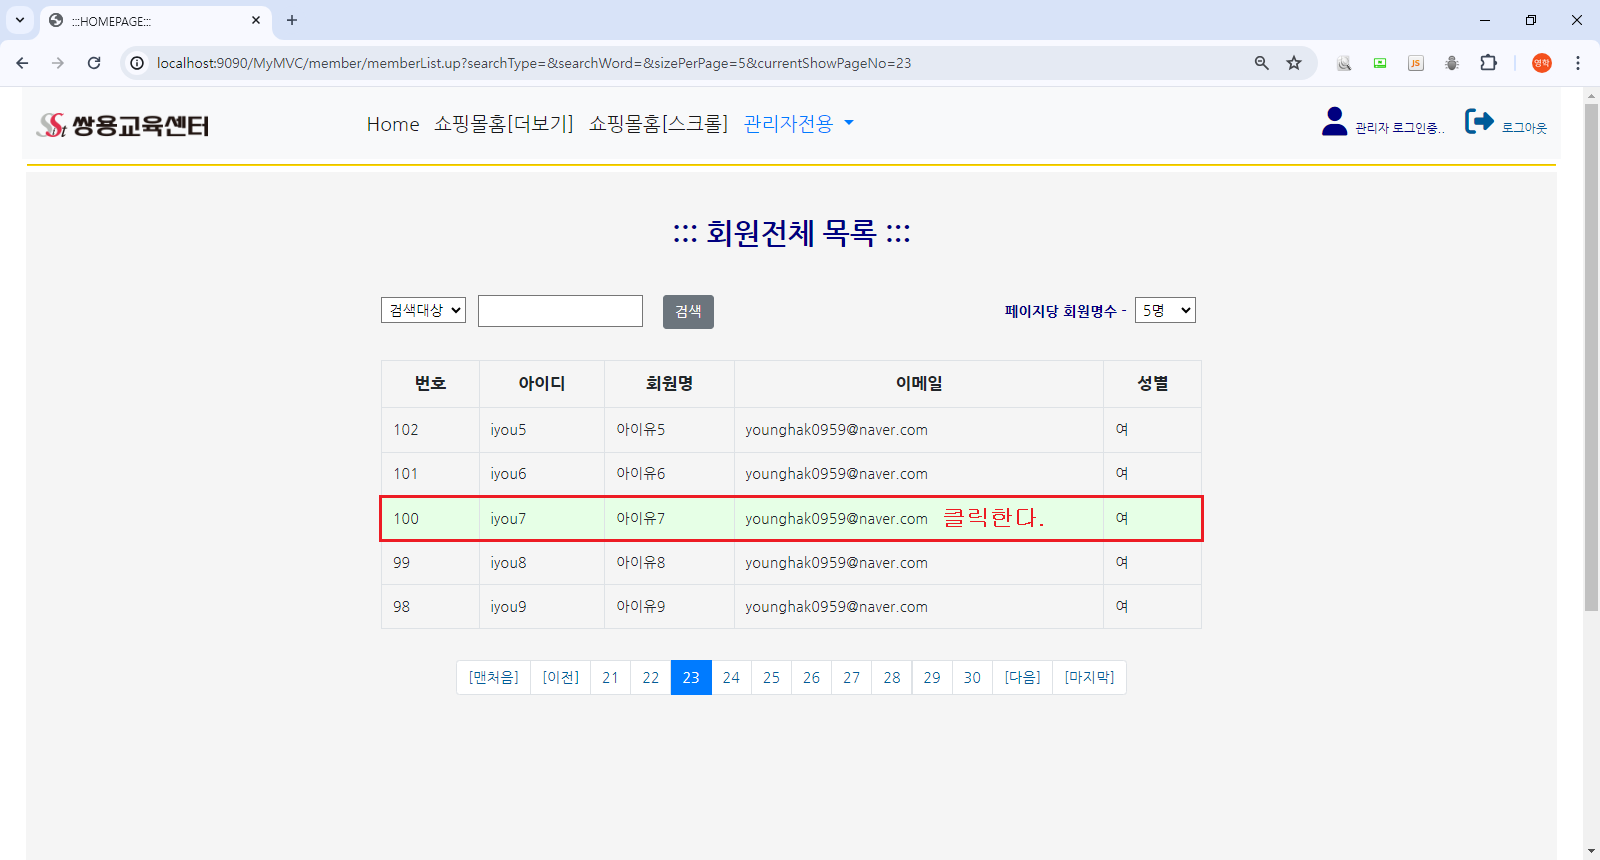 :::HOMEPAGE:::
localhost:9090/MyMVC/member/memberList.up?searchType=&searchWord=&sizePerPage=5&currentShowPageNo=23
JS
영학
Sist 쌍용교육센터
Home 쇼핑몰홈[더보기] 쇼핑몰홈[스크롤] 관리자전용
관리자 로그인중.. 로그아웃
::: 회원전체 목록 :::
검색대상 검색 페이지당 회원명수 - 5명
번호 아이디 회원명 이메일 성별
102 iyou5 아이유5 younghak0959@naver.com 여
101 iyou6 아이유6 younghak0959@naver.com 여
100 iyou7 아이유7 younghak0959@naver.com 클릭한다. 여
99 iyou8 아이유8 younghak0959@naver.com 여
98 iyou9 아이유9 younghak0959@naver.com 여
[맨처음] [이전] 21 22 23 24 25 26 27 28 29 30 [다음] [마지막]